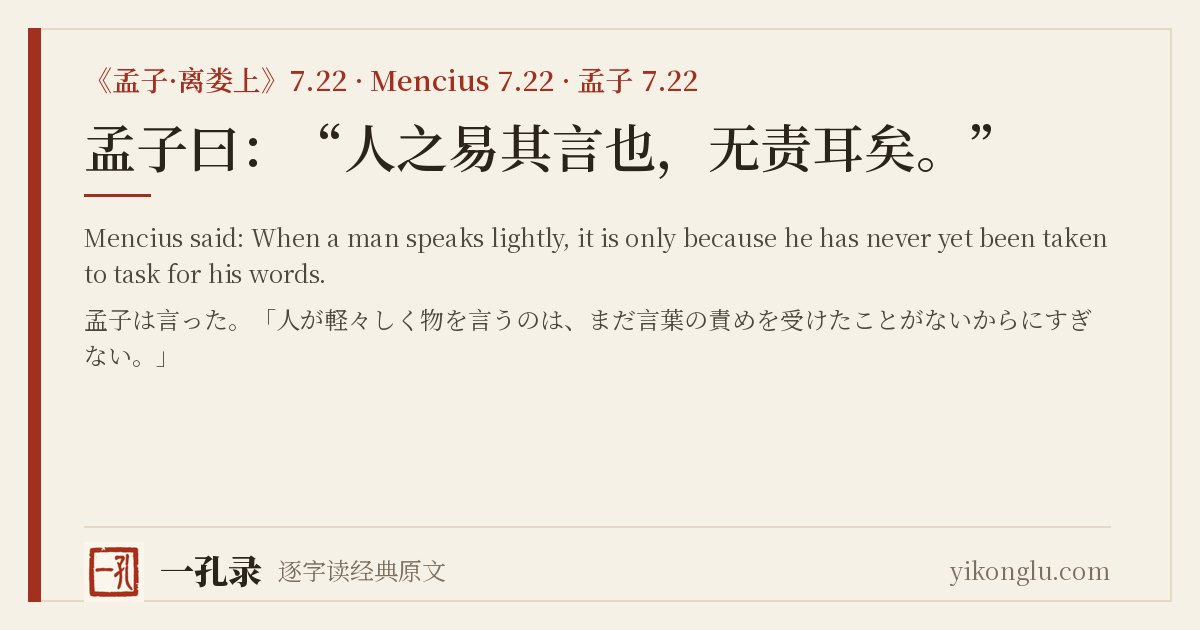 《孟子·离娄上》7.22 · Mencius 7.22 · 孟子 7.22
孟子曰：“人之易其言也，无责耳矣。”
Mencius said: When a man speaks lightly, it is only because he has never yet been taken
to task for his words.
孟子は言った。「人が軽々しく物を言うのは、まだ言葉の責めを受けたことがないからにすぎ
ない。」
一孔
一孔录 逐字读经典原文
yikonglu.com